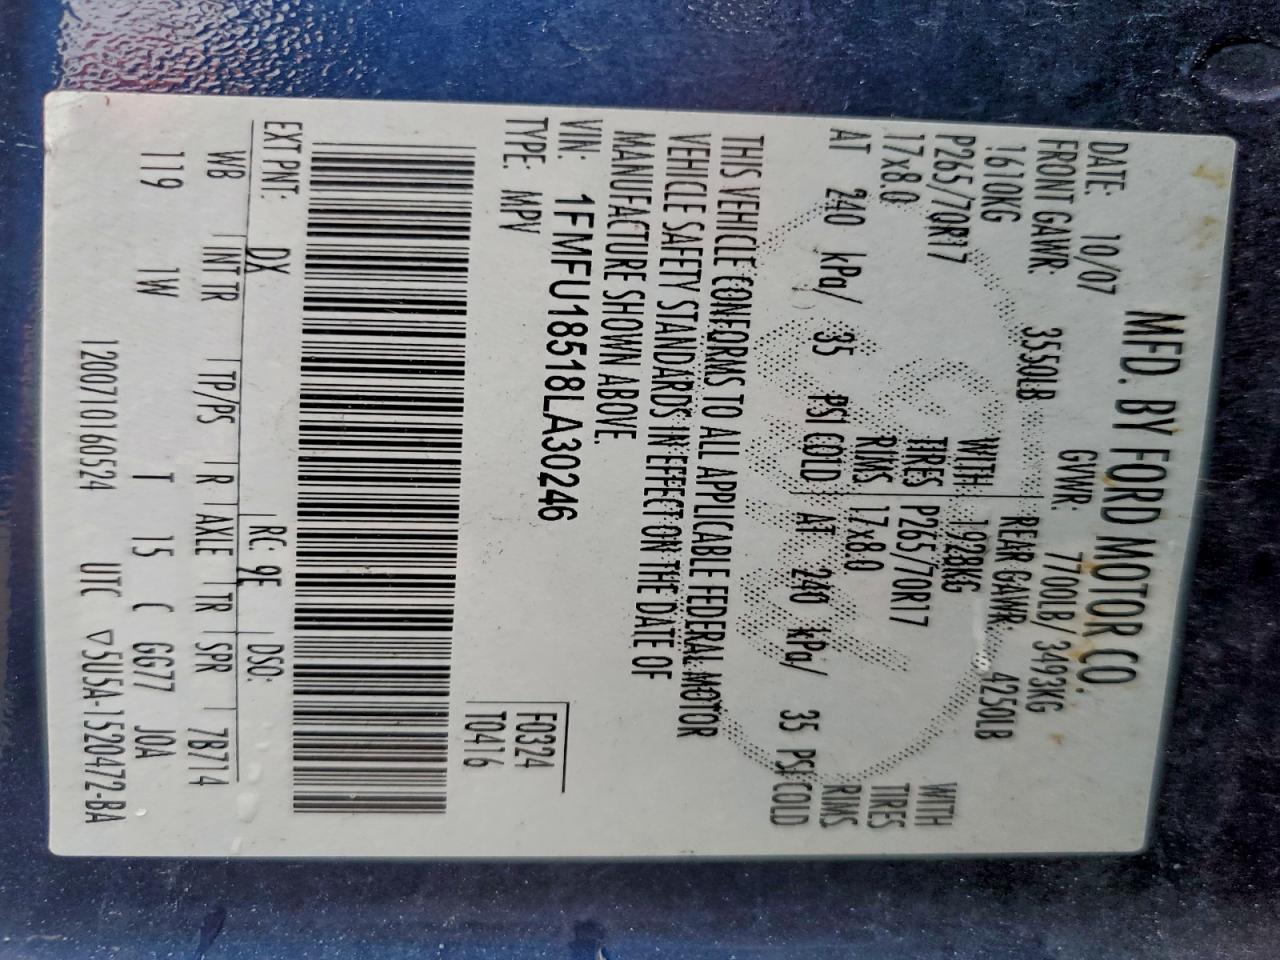 MFD. BY FORD MOTOR CO.
DATE: 10/07 GVWR: 7700LB/ 3493KG
FRONT GAWR: 3550LB REAR GAWR: 4250LB
1610KG WITH 1928KG WITH
P265/70R17 TIRES P265/70R17 TIRES
17x8.0 RIMS 17x8.0 RIMS
AT 240 kPa/ 35 PSI COLD AT 240 kPa/ 35 PSI COLD
THIS VEHICLE CONFORMS TO ALL APPLICABLE FEDERAL MOTOR
VEHICLE SAFETY STANDARDS IN EFFECT ON THE DATE OF
MANUFACTURE SHOWN ABOVE.
VIN: 1FMFU18518LA30246
TYPE: MPV
F0324
T0416
EXT PNT: DX RC: 9E DSO:
WB INT TR TP/PS R AXLE TR SPR 7B714
119 1W T 15 C GG77 JOA
120071016052​4 UTC ▽5U5A-1520472-BA